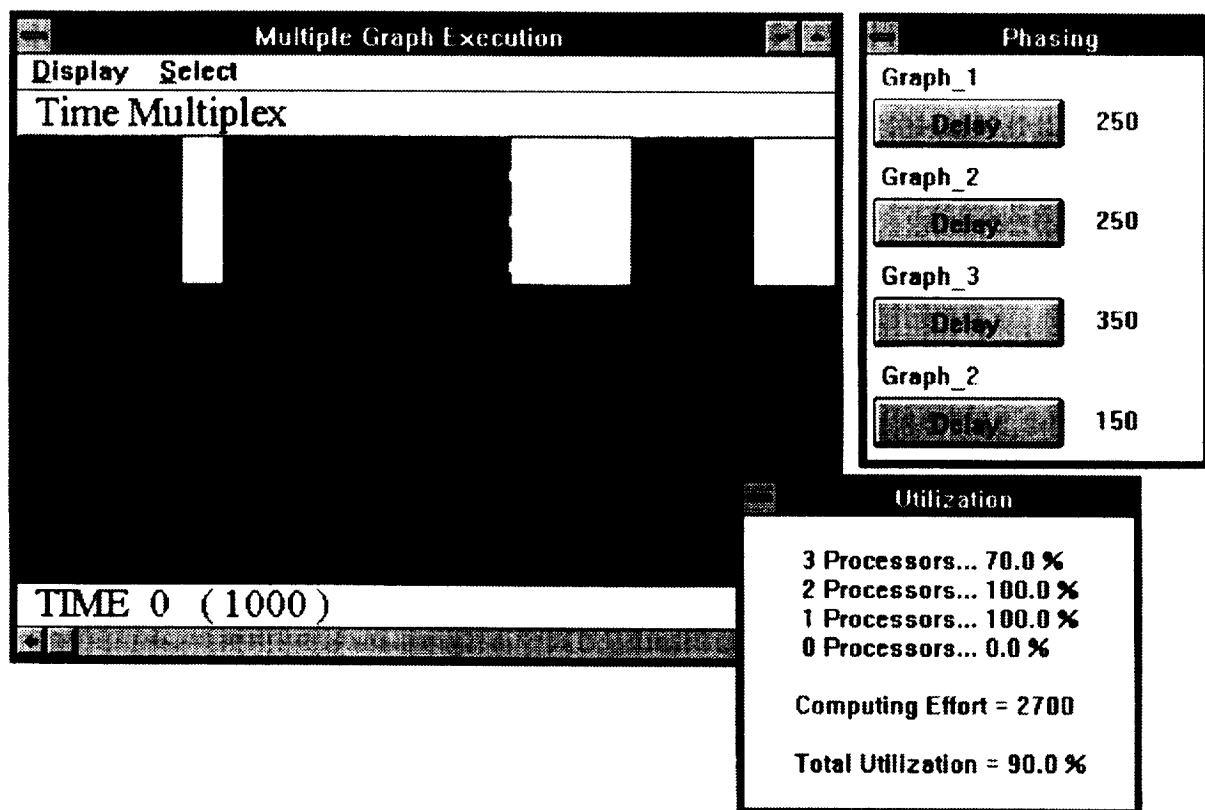 Multiple Graph Execution
Display Select
Time Multiplex
TIME 0 (1000)
Phasing
Graph_1
Delay 250
Graph_2
Delay 250
Graph_3
Delay 350
Graph_2
Delay 150
Utilization
3 Processors... 70.0 %
2 Processors... 100.0 %
1 Processors... 100.0 %
0 Processors... 0.0 %
Computing Effort = 2700
Total Utilization = 90.0 %